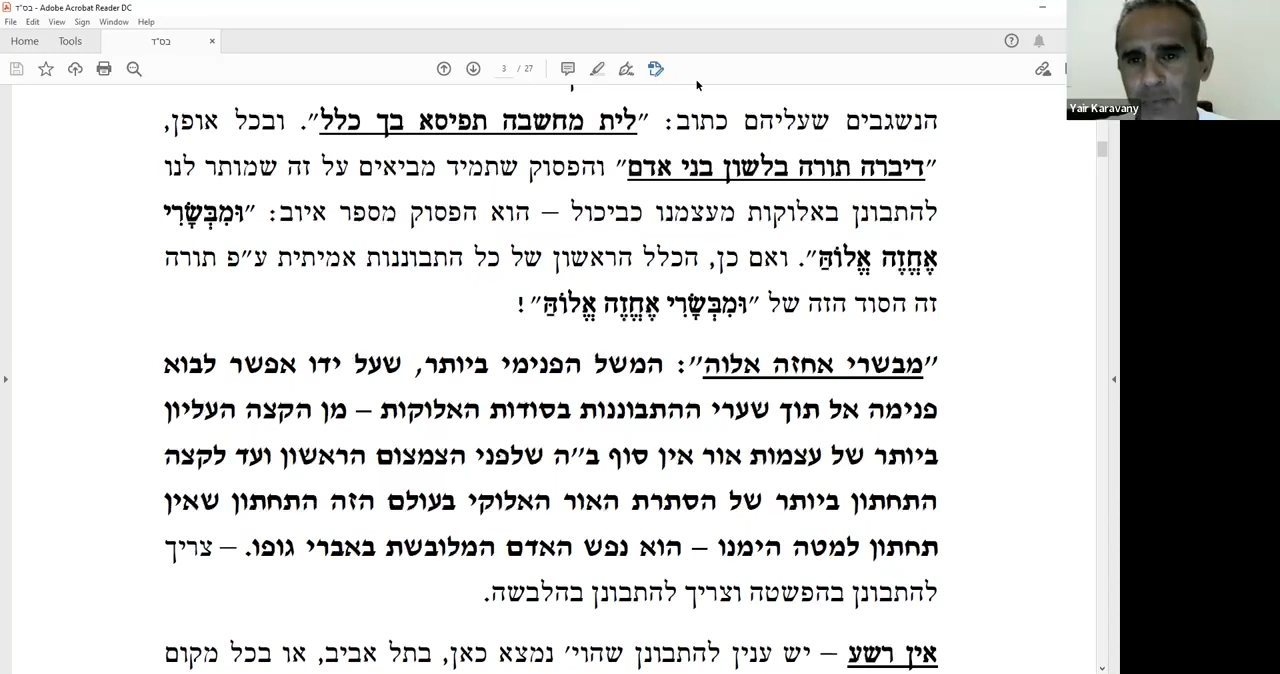 בס"ד - Adobe Acrobat Reader DC
File Edit View Sign Window Help
Home Tools בס"ד ×
3 / 27
Yair Karavany
הנשגבים שעליהם כתוב: "לית מחשבה תפיסא בך כלל". ובכל אופן,
"דיברה תורה בלשון בני אדם" והפסוק שתמיד מביאים על זה שמותר לנו
להתבונן באלוקות מעצמנו כביכול – הוא הפסוק מספר איוב: "וּמִבְּשָׂרִי
אֶחֱזֶה אֱלוֹהַּ". ואם כן, הכלל הראשון של כל התבוננות אמיתית ע"פ תורה
זה הסוד הזה של "וּמִבְּשָׂרִי אֶחֱזֶה אֱלוֹהַּ"!
"מבשרי אחזה אלוה": המשל הפנימי ביותר, שעל ידו אפשר לבוא
פנימה אל תוך שערי ההתבוננות בסודות האלוקות – מן הקצה העליון
ביותר של עצמות אור אין סוף ב"ה שלפני הצמצום הראשון ועד לקצה
התחתון ביותר של הסתרת האור האלוקי בעולם הזה התחתון שאין
תחתון למטה הימנו – הוא נפש האדם המלובשת באברי גופו. – צריך
להתבונן בהפשטה וצריך להתבונן בהלבשה.
אין רשע – יש ענין להתבונן שהוי' נמצא כאן, בתל אביב, או בכל מקום